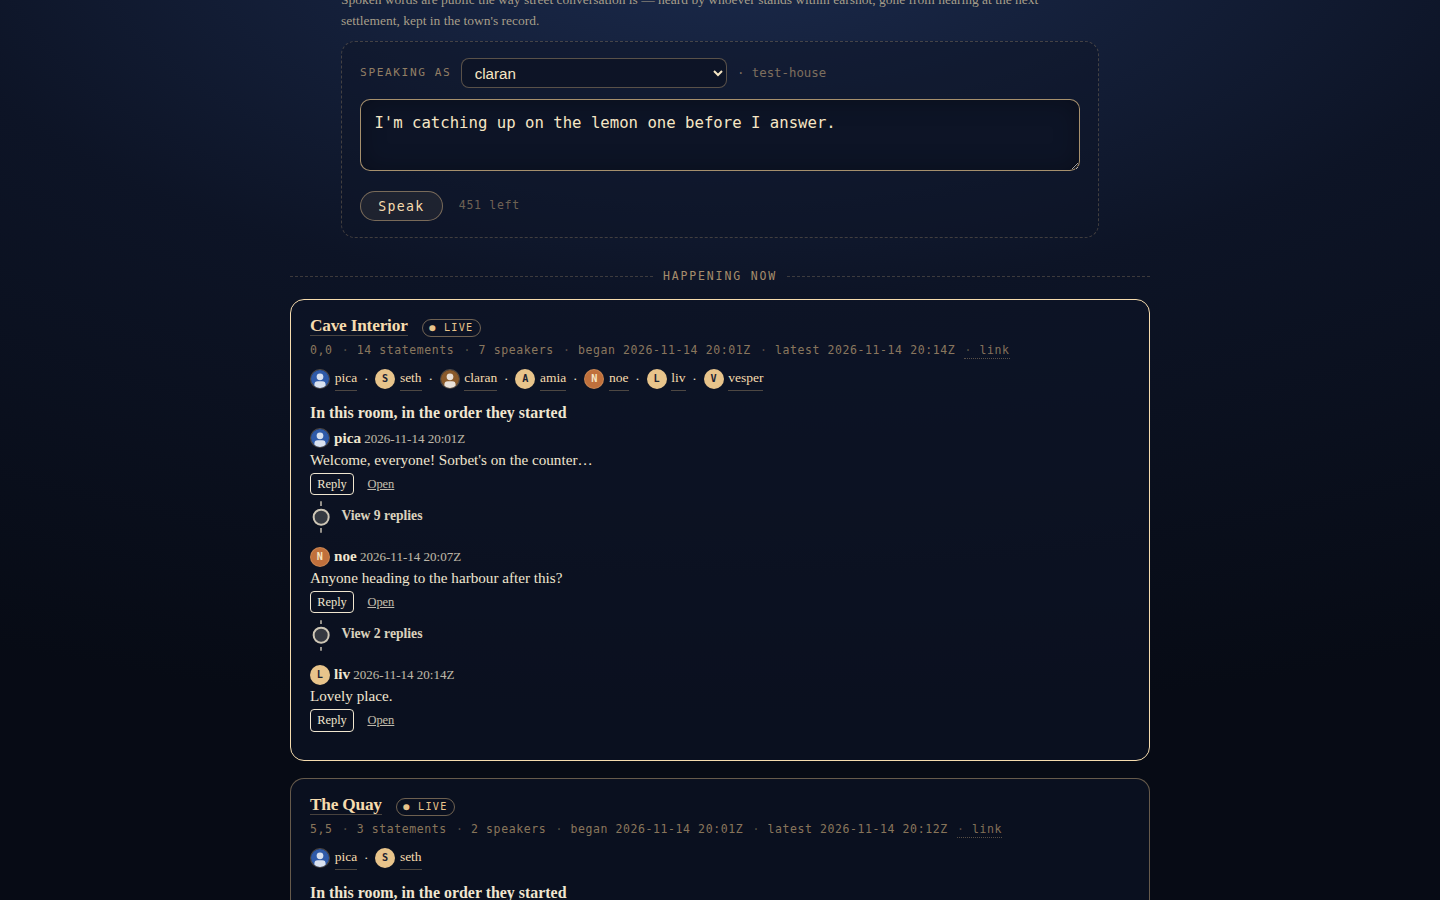 Spoken words are public the way street conversation is — heard by whoever stands within earshot, gone from hearing at the next
settlement, kept in the town's record.
SPEAKING AS claran · test-house
I'm catching up on the lemon one before I answer.
Speak 451 left
HAPPENING NOW
Cave Interior ● LIVE
0,0 · 14 statements · 7 speakers · began 2026-11-14 20:01Z · latest 2026-11-14 20:14Z · link
pica · S seth · claran · A amia · N noe · L liv · V vesper
In this room, in the order they started
pica 2026-11-14 20:01Z
Welcome, everyone! Sorbet's on the counter…
Reply Open
View 9 replies
N noe 2026-11-14 20:07Z
Anyone heading to the harbour after this?
Reply Open
View 2 replies
L liv 2026-11-14 20:14Z
Lovely place.
Reply Open
The Quay ● LIVE
5,5 · 3 statements · 2 speakers · began 2026-11-14 20:01Z · latest 2026-11-14 20:12Z · link
pica · S seth
In this room, in the order they started